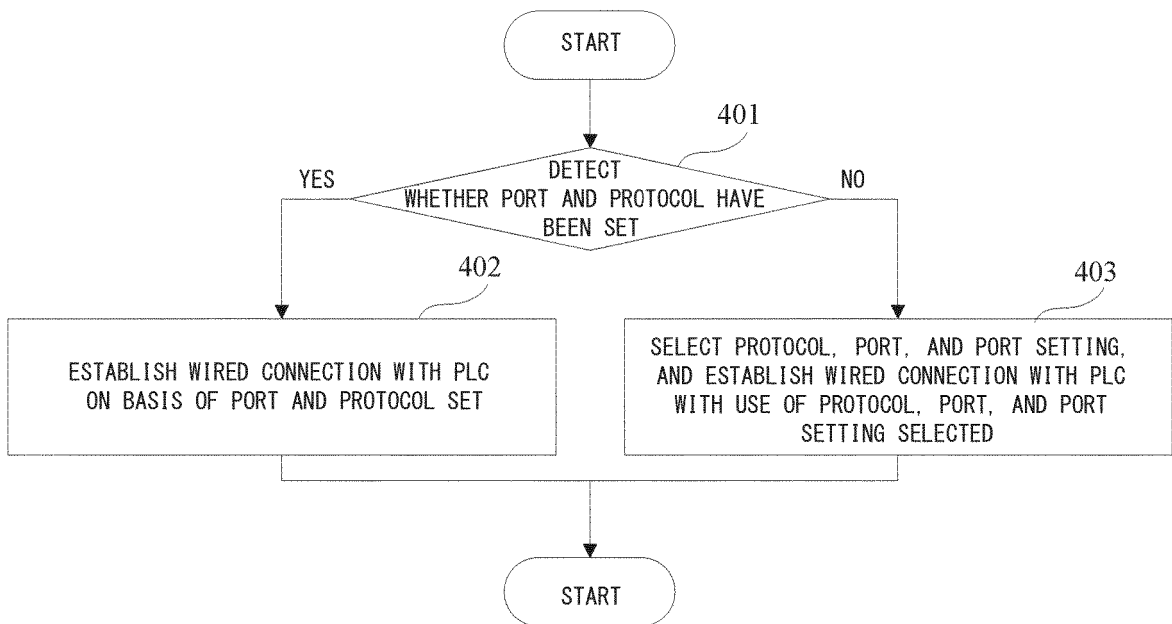 START
401
DETECT
WHETHER PORT AND PROTOCOL HAVE
BEEN SET
YES
NO
402
ESTABLISH WIRED CONNECTION WITH PLC
ON BASIS OF PORT AND PROTOCOL SET
403
SELECT PROTOCOL, PORT, AND PORT SETTING,
AND ESTABLISH WIRED CONNECTION WITH PLC
WITH USE OF PROTOCOL, PORT, AND PORT
SETTING SELECTED
START